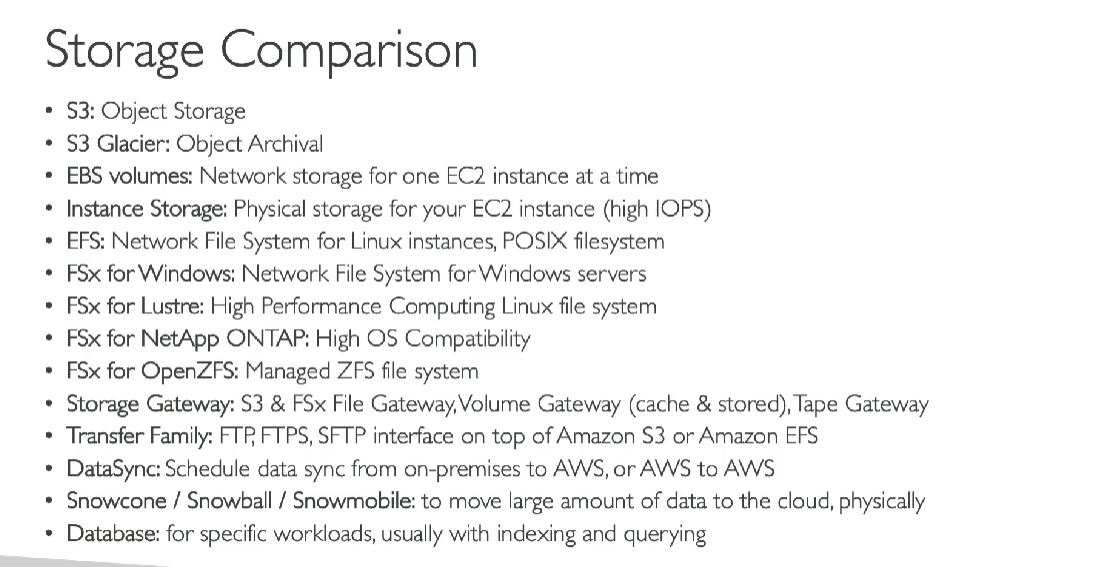 Storage Comparison
• S3: Object Storage
• S3 Glacier: Object Archival
• EBS volumes: Network storage for one EC2 instance at a time
• Instance Storage: Physical storage for your EC2 instance (high IOPS)
• EFS: Network File System for Linux instances, POSIX filesystem
• FSx for Windows: Network File System for Windows servers
• FSx for Lustre: High Performance Computing Linux file system
• FSx for NetApp ONTAP: High OS Compatibility
• FSx for OpenZFS: Managed ZFS file system
• Storage Gateway: S3 & FSx File Gateway, Volume Gateway (cache & stored), Tape Gateway
• Transfer Family: FTP, FTPS, SFTP interface on top of Amazon S3 or Amazon EFS
• DataSync: Schedule data sync from on-premises to AWS, or AWS to AWS
• Snowcone / Snowball / Snowmobile: to move large amount of data to the cloud, physically
• Database: for specific workloads, usually with indexing and querying